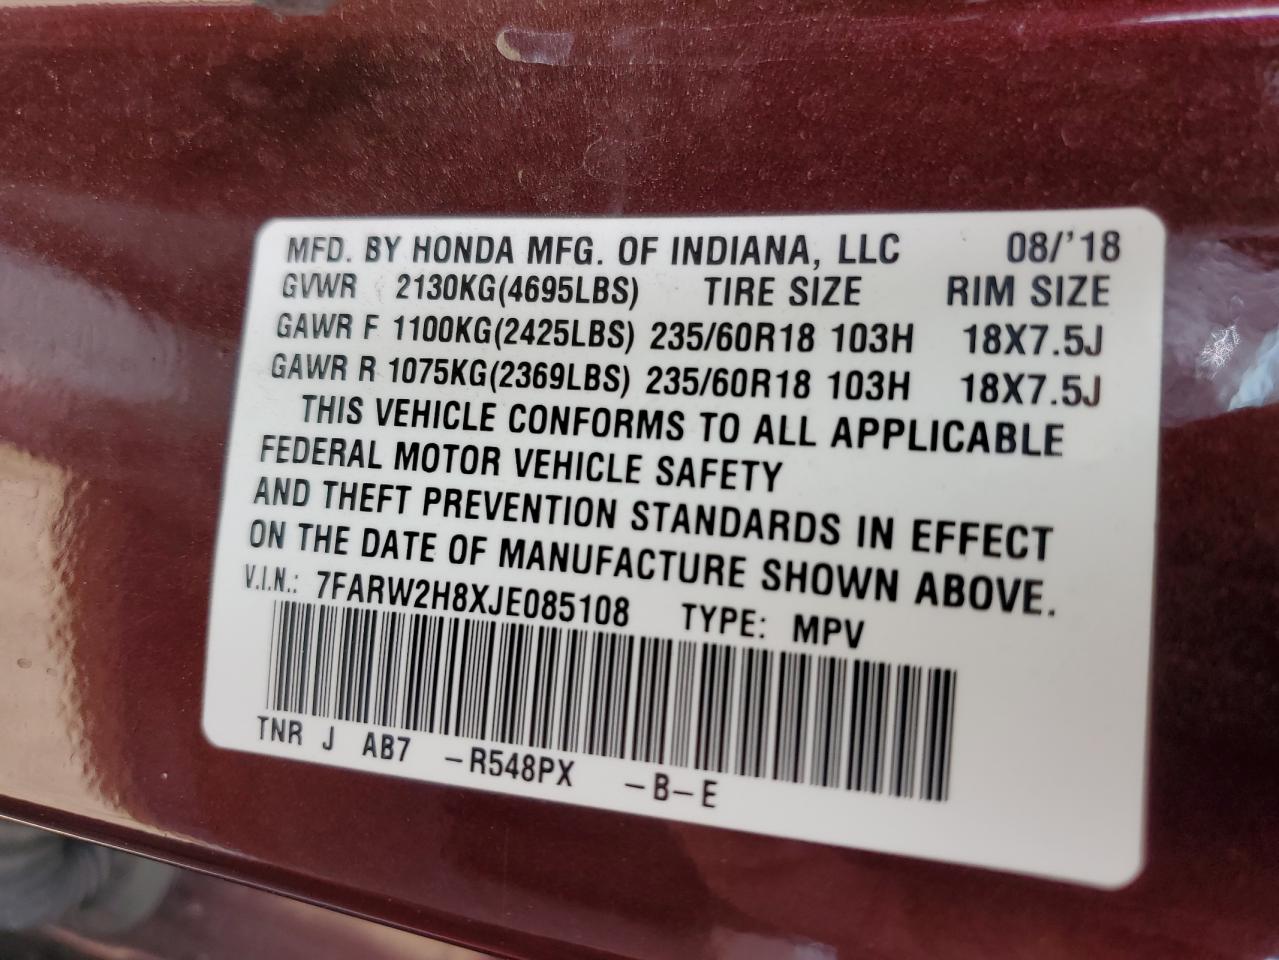 MFD. BY HONDA MFG. OF INDIANA, LLC 08/'18
GVWR 2130KG(4695LBS) TIRE SIZE RIM SIZE
GAWR F 1100KG(2425LBS) 235/60R18 103H 18X7.5J
GAWR R 1075KG(2369LBS) 235/60R18 103H 18X7.5J
THIS VEHICLE CONFORMS TO ALL APPLICABLE
FEDERAL MOTOR VEHICLE SAFETY
AND THEFT PREVENTION STANDARDS IN EFFECT
ON THE DATE OF MANUFACTURE SHOWN ABOVE.
V.I.N.: 7FARW2H8XJE085108 TYPE: MPV
TNR J AB7 -R548PX -B-E